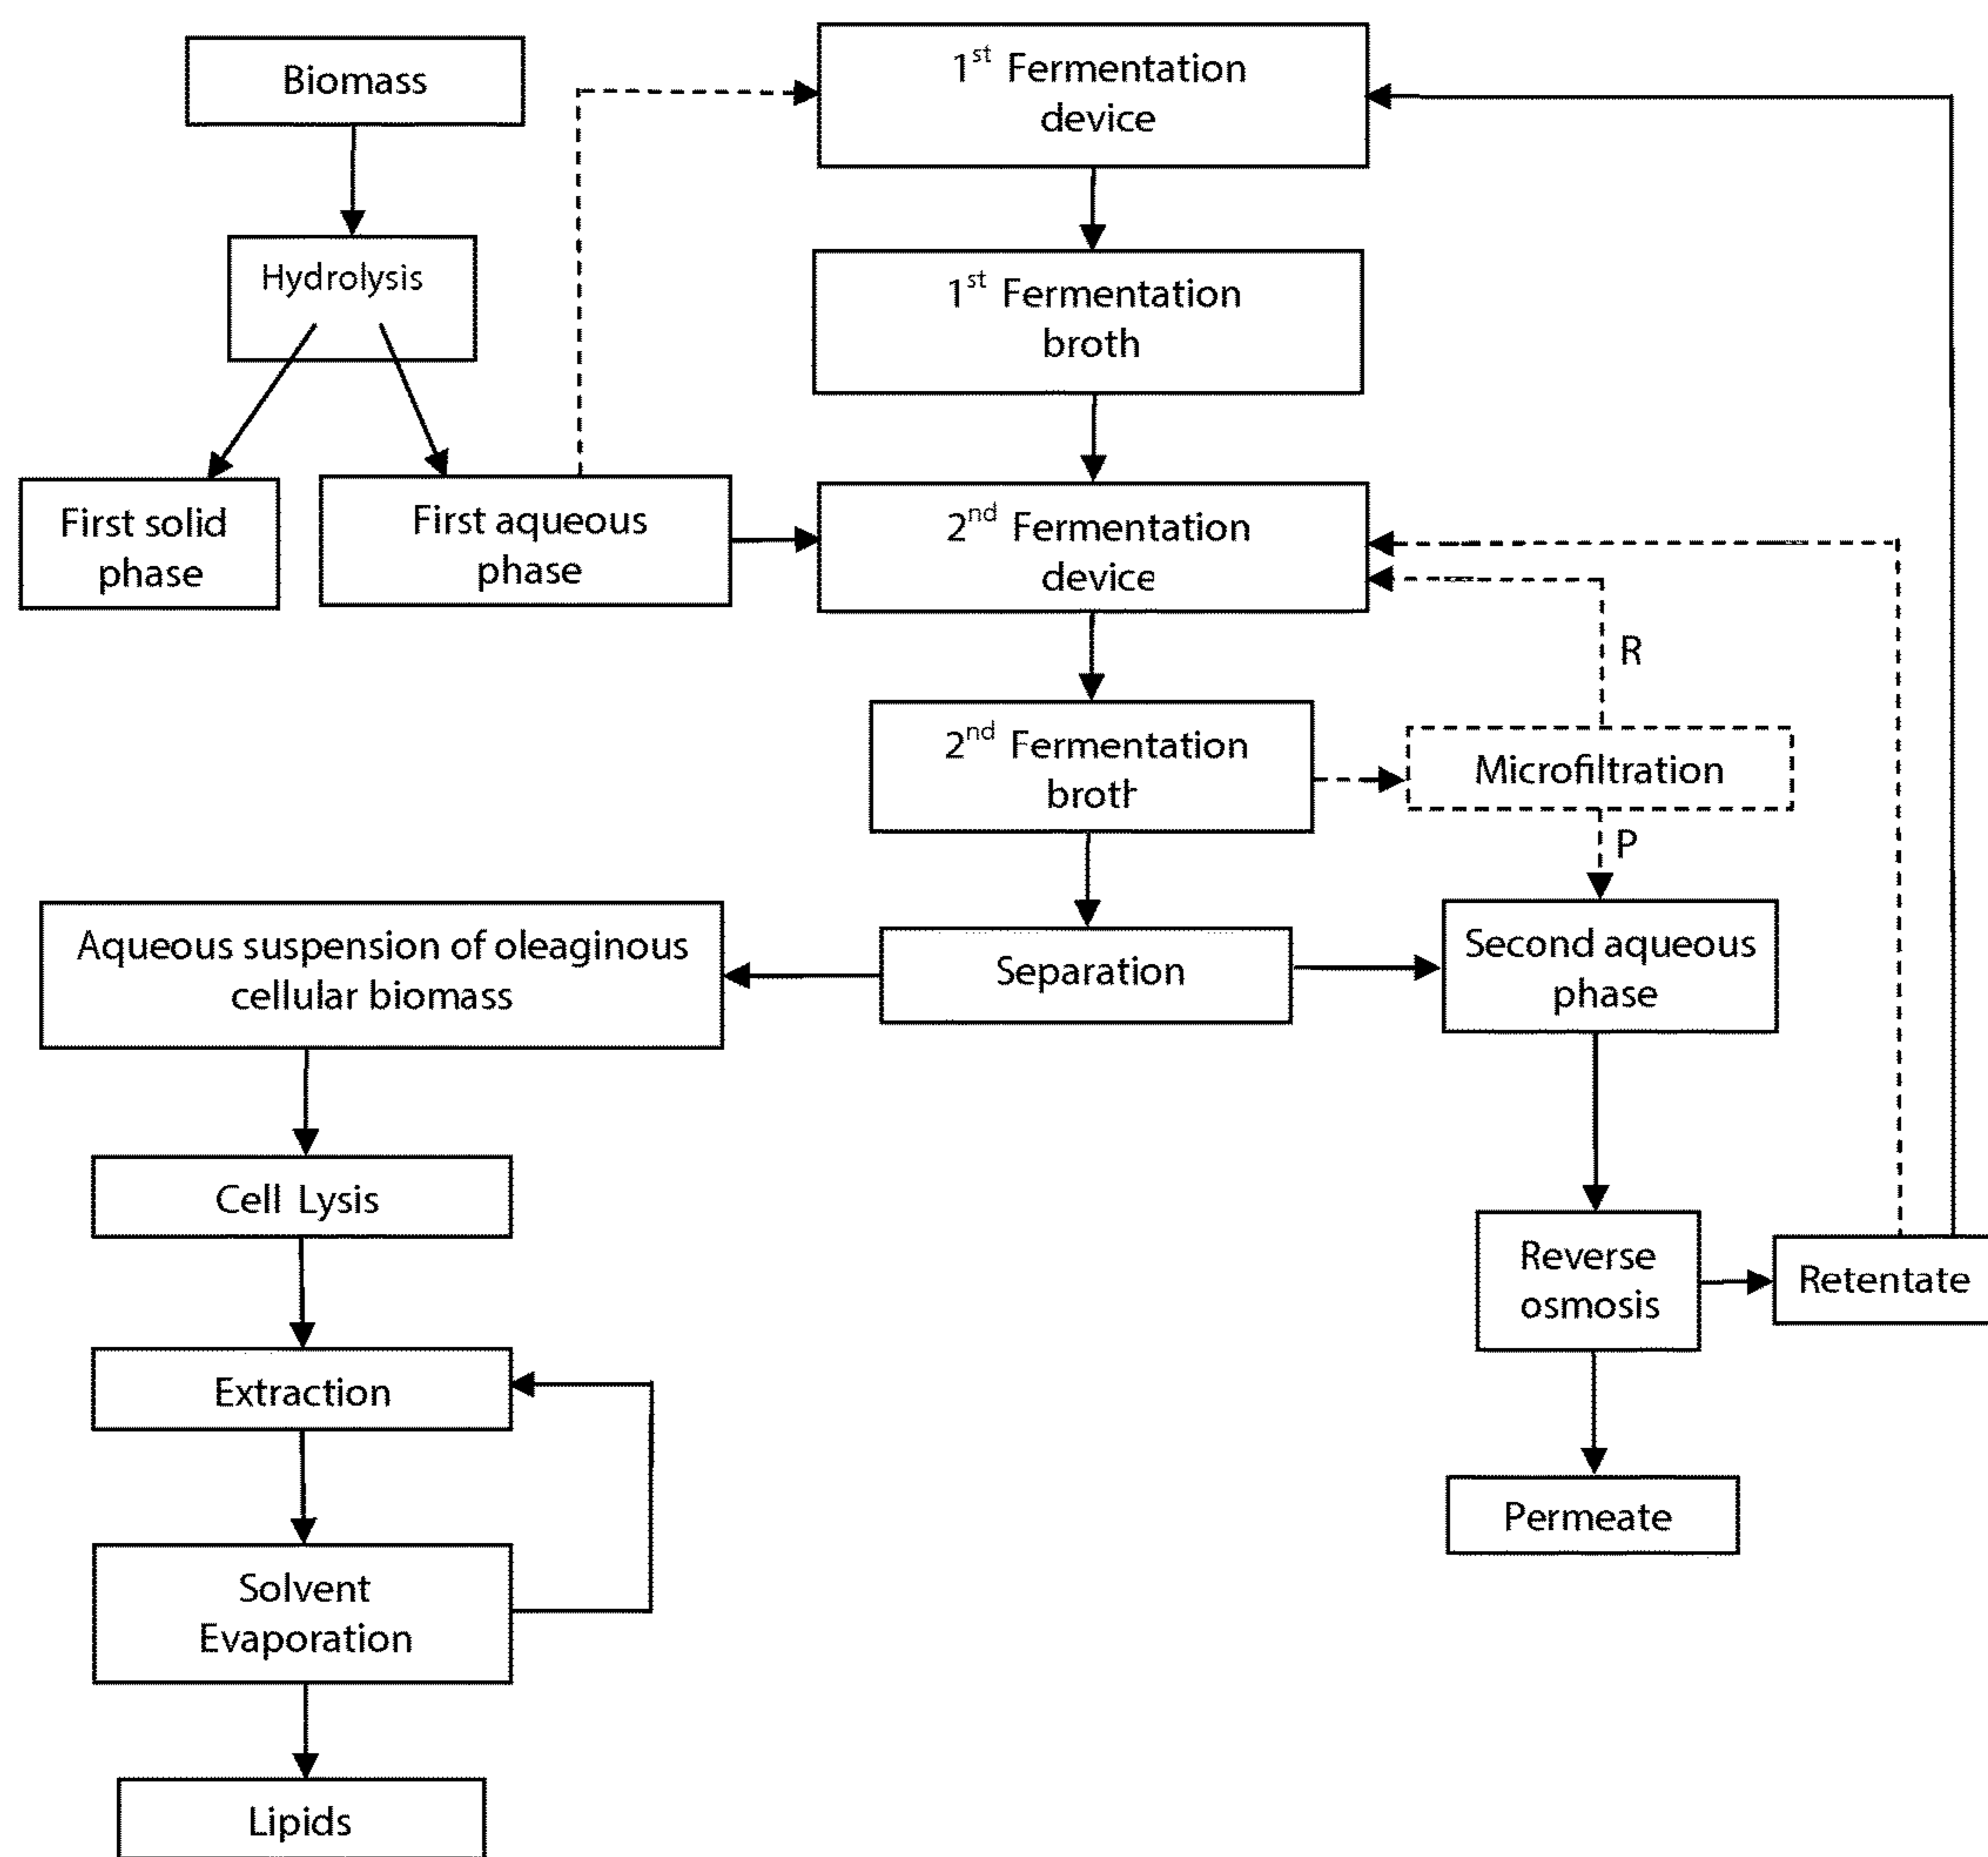 Biomass
1st Fermentation
device
Hydrolysis
1st Fermentation
broth
First solid
phase
First aqueous
phase
2nd Fermentation
device
R
2nd Fermentation
broth
Microfiltration
P
Aqueous suspension of oleaginous
cellular biomass
Separation
Second aqueous
phase
Cell Lysis
Reverse
osmosis
Retentate
Extraction
Permeate
Solvent
Evaporation
Lipids